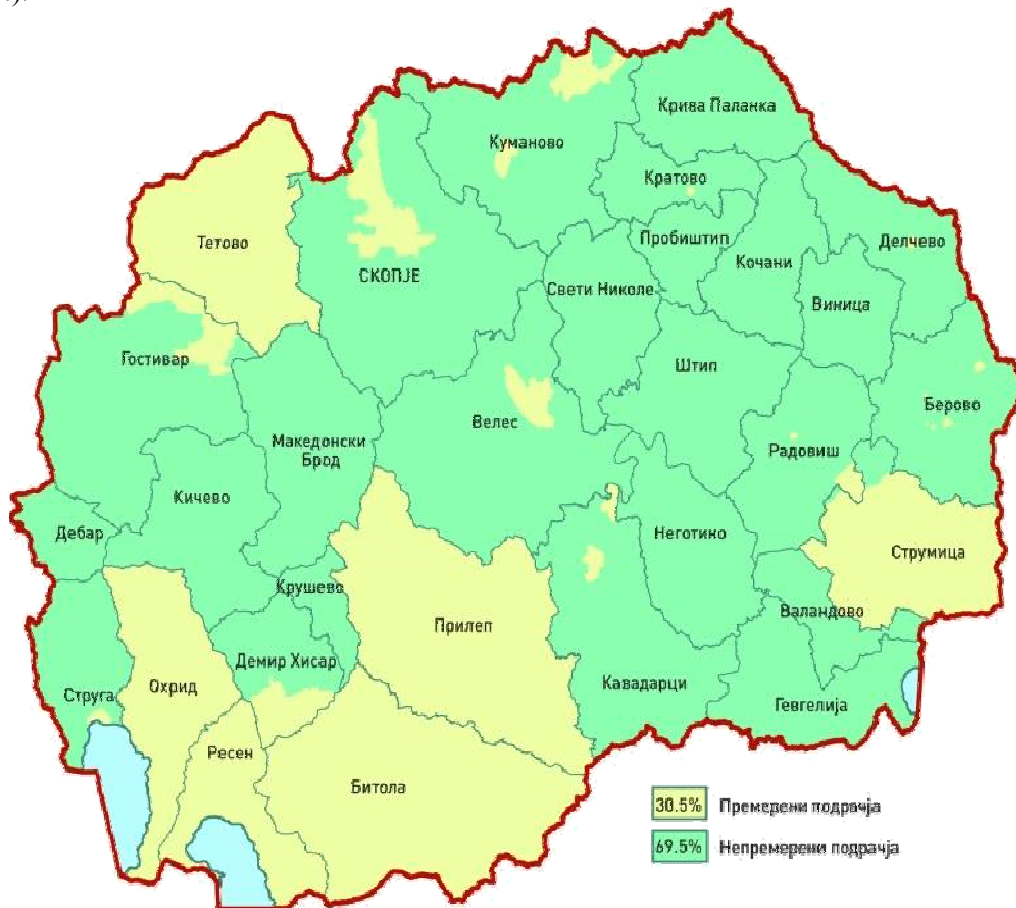 Крива Паланка
Куманово
Кратово
Тетово
Пробиштип
Делчево
СКОПЈЕ
Кочани
Свети Николе
Виница
Гостивар
Штип
Берово
Велес
Македонски
Брод
Радовиш
Кичево
Дебар
Неготико
Струмица
Крушево
Валандово
Прилеп
Демир Хисар
Охрид
Струга
Кавадарци
Гевгелија
Ресен
Битола
30.5% Премерени подрачја
69.5% Непремерени подрачја